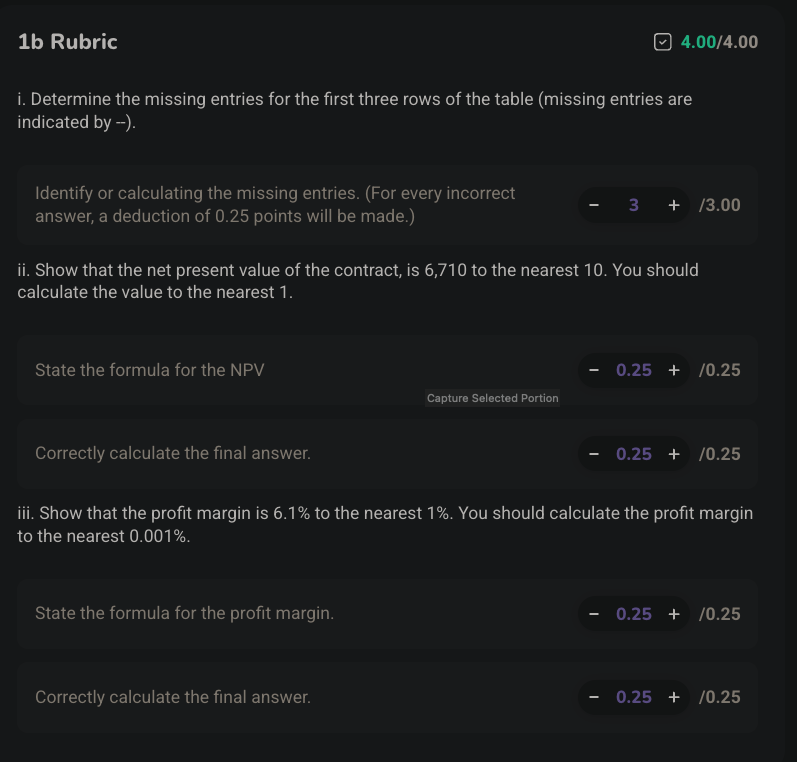 1b Rubric
4.00/4.00
i. Determine the missing entries for the first three rows of the table (missing entries are
indicated by --).
Identify or calculating the missing entries. (For every incorrect
answer, a deduction of 0.25 points will be made.)
− 3 + /3.00
ii. Show that the net present value of the contract, is 6,710 to the nearest 10. You should
calculate the value to the nearest 1.
State the formula for the NPV
− 0.25 + /0.25
Capture Selected Portion
Correctly calculate the final answer.
− 0.25 + /0.25
iii. Show that the profit margin is 6.1% to the nearest 1%. You should calculate the profit margin
to the nearest 0.001%.
State the formula for the profit margin.
− 0.25 + /0.25
Correctly calculate the final answer.
− 0.25 + /0.25